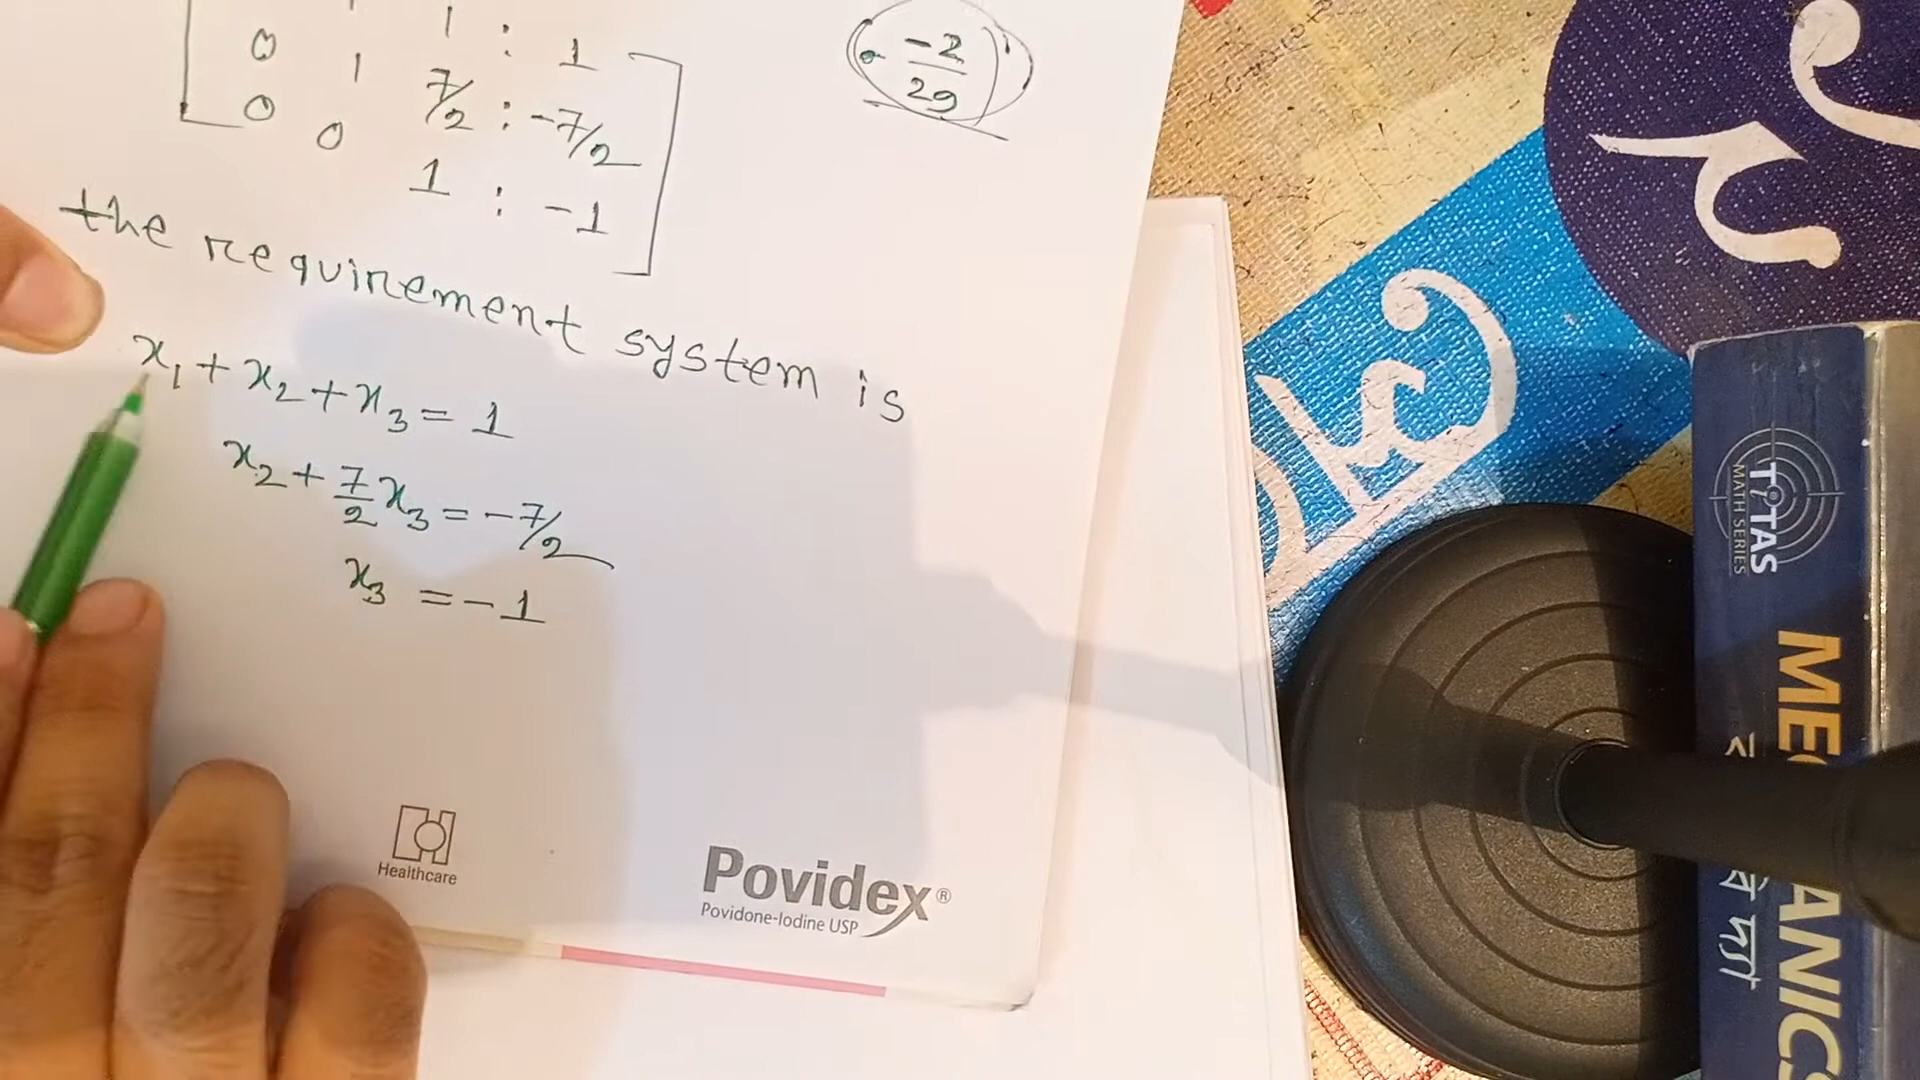 1 1 : 1
0 1 7/2 : -7/2
0 0 1 : -1
-2
29
the requirement system is
x₁ + x₂ + x₃ = 1
x₂ + 7/2 x₃ = -7/2
x₃ = -1
Healthcare
Povidex®
Povidone-Iodine USP
TITAS
MATH SERIES